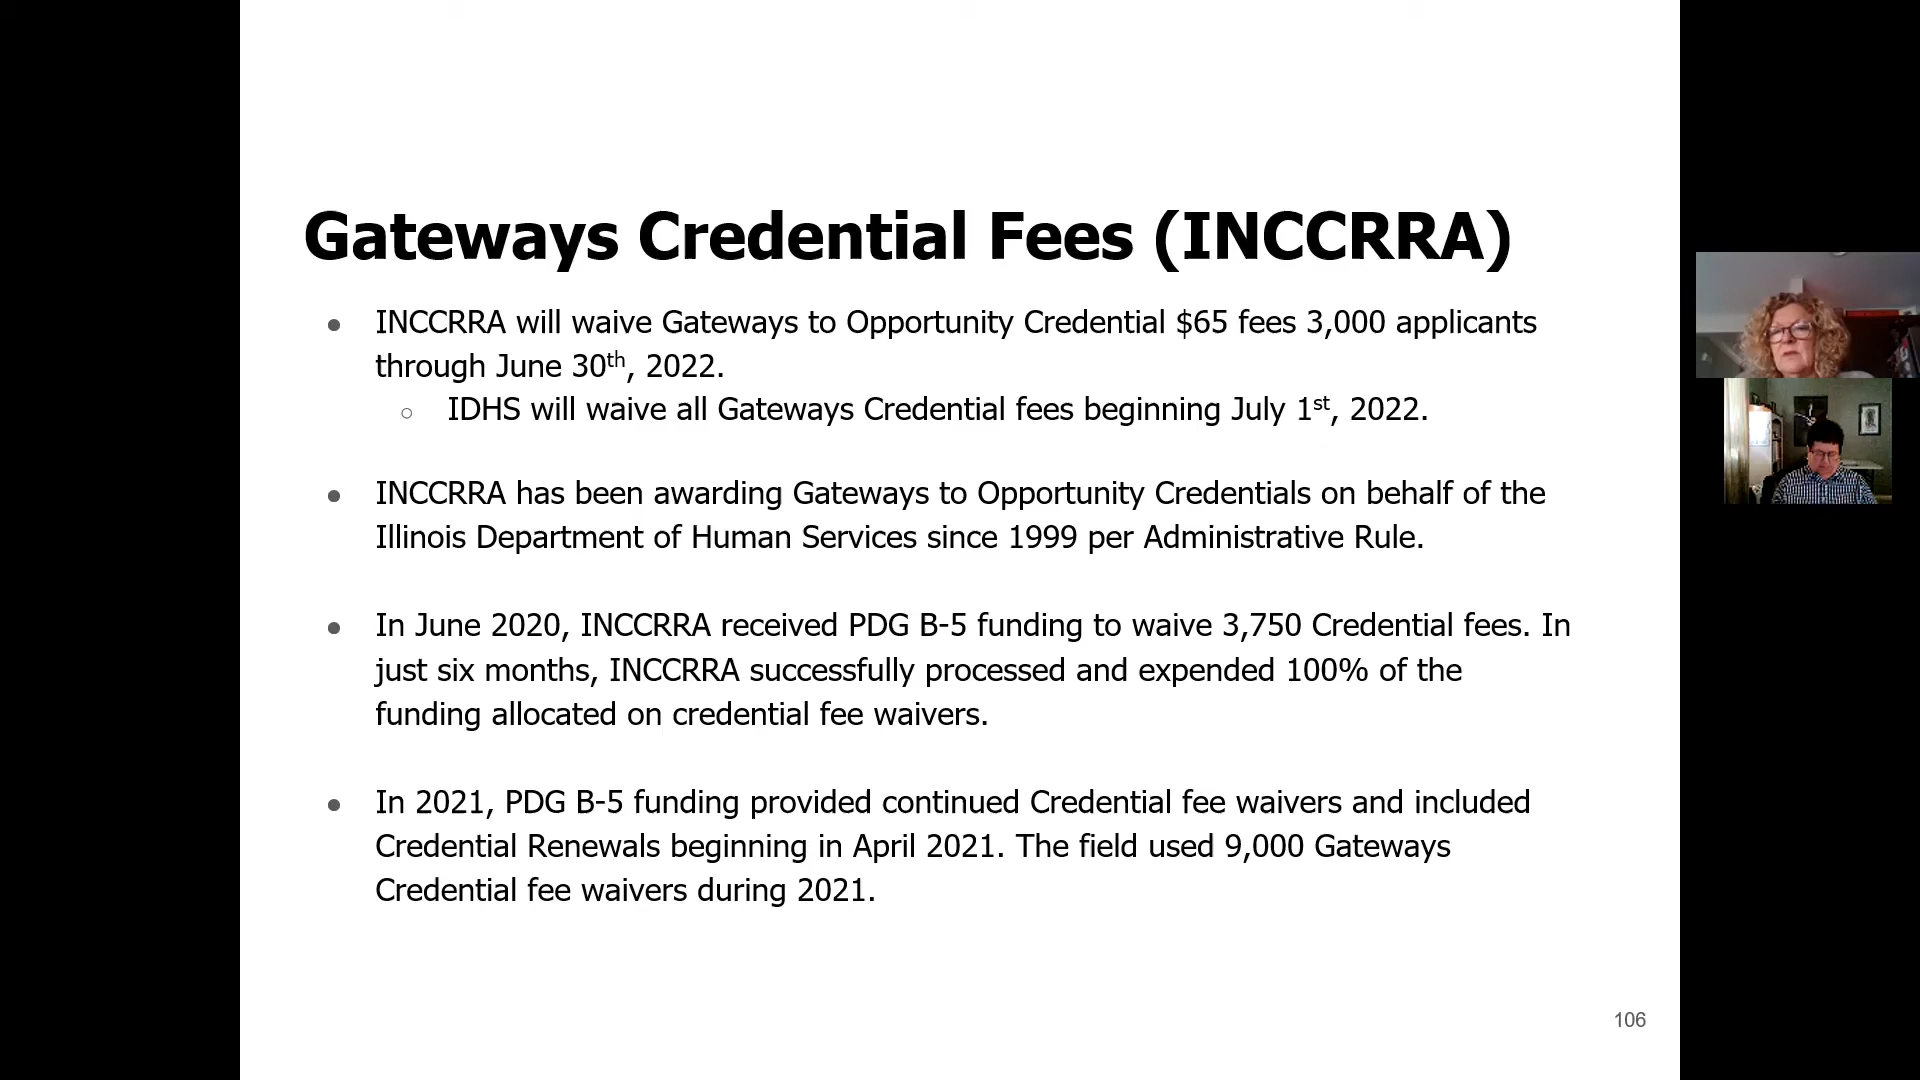 Gateways Credential Fees (INCCRRA)
● INCCRRA will waive Gateways to Opportunity Credential $65 fees 3,000 applicants
through June 30th, 2022.
○ IDHS will waive all Gateways Credential fees beginning July 1st, 2022.
● INCCRRA has been awarding Gateways to Opportunity Credentials on behalf of the
Illinois Department of Human Services since 1999 per Administrative Rule.
● In June 2020, INCCRRA received PDG B-5 funding to waive 3,750 Credential fees. In
just six months, INCCRRA successfully processed and expended 100% of the
funding allocated on credential fee waivers.
● In 2021, PDG B-5 funding provided continued Credential fee waivers and included
Credential Renewals beginning in April 2021. The field used 9,000 Gateways
Credential fee waivers during 2021.
106